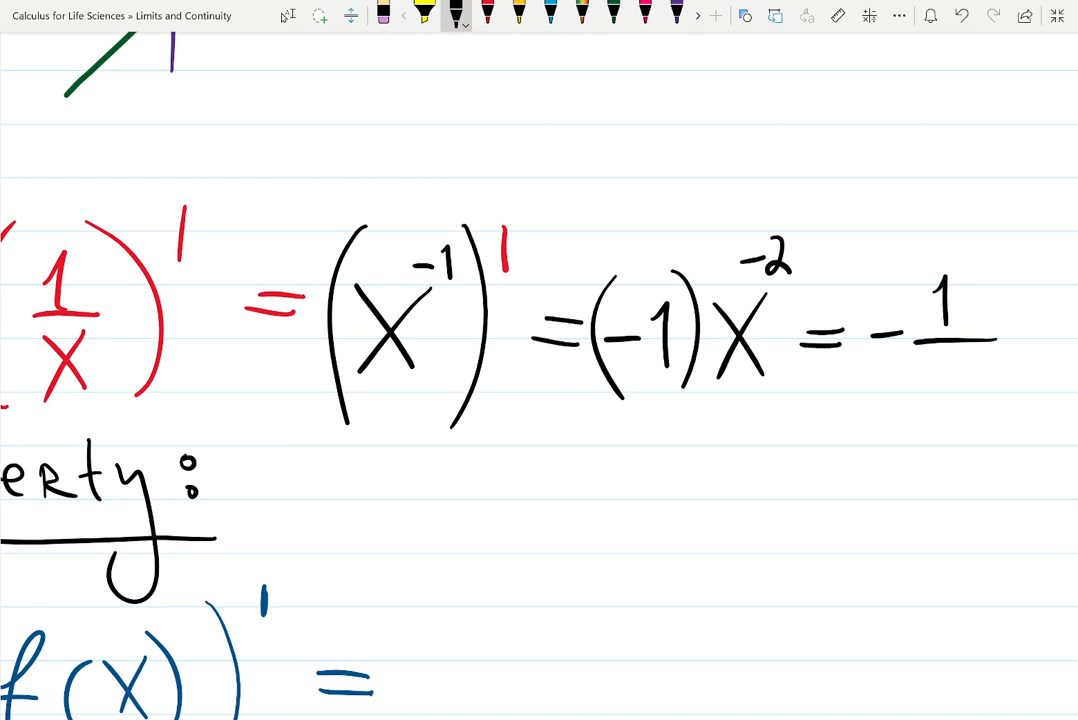 Calculus for Life Sciences » Limits and Continuity
(1/x)' = (x⁻¹)' = (-1)x⁻² = - 1/
erty:
f(x))' =